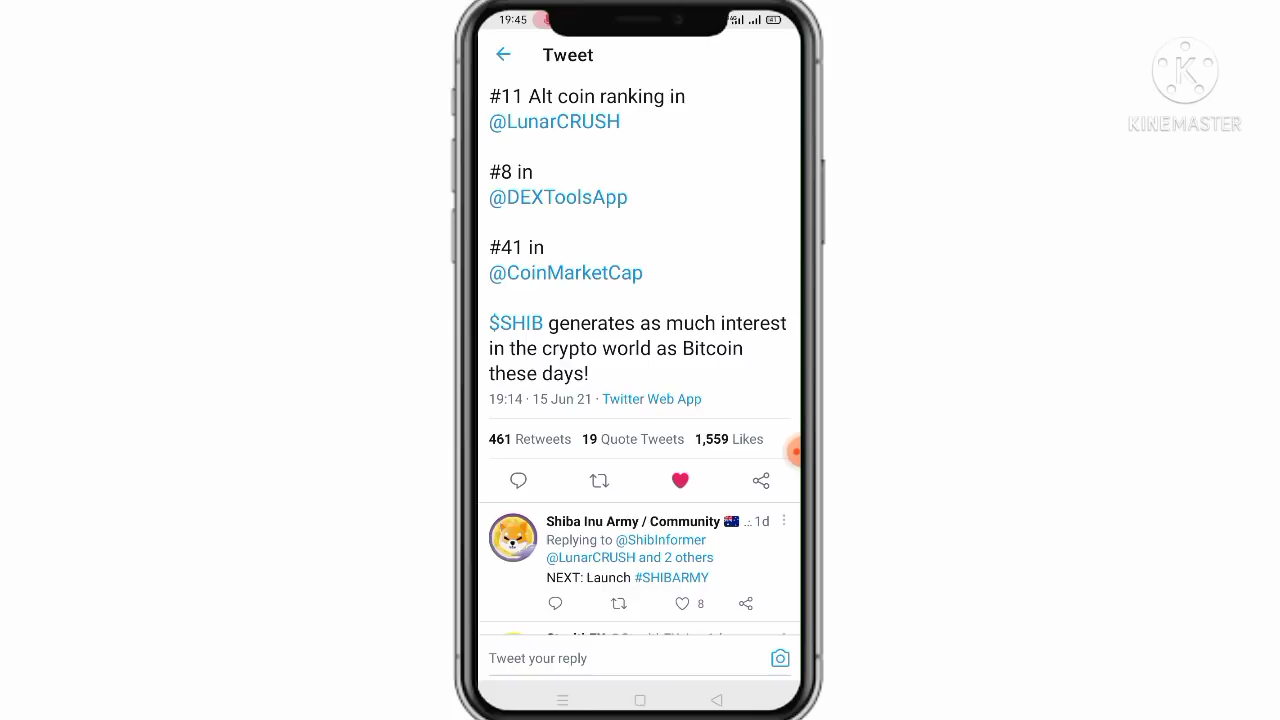 19:45
Tweet
#11 Alt coin ranking in
@LunarCRUSH
#8 in
@DEXToolsApp
#41 in
@CoinMarketCap
$SHIB generates as much interest
in the crypto world as Bitcoin
these days!
19:14 · 15 Jun 21 · Twitter Web App
461 Retweets 19 Quote Tweets 1,559 Likes
Shiba Inu Army / Community 🇦🇺 ... 1d
Replying to @ShibInformer
@LunarCRUSH and 2 others
NEXT: Launch #SHIBARMY
8
Tweet your reply
K
KINEMASTER